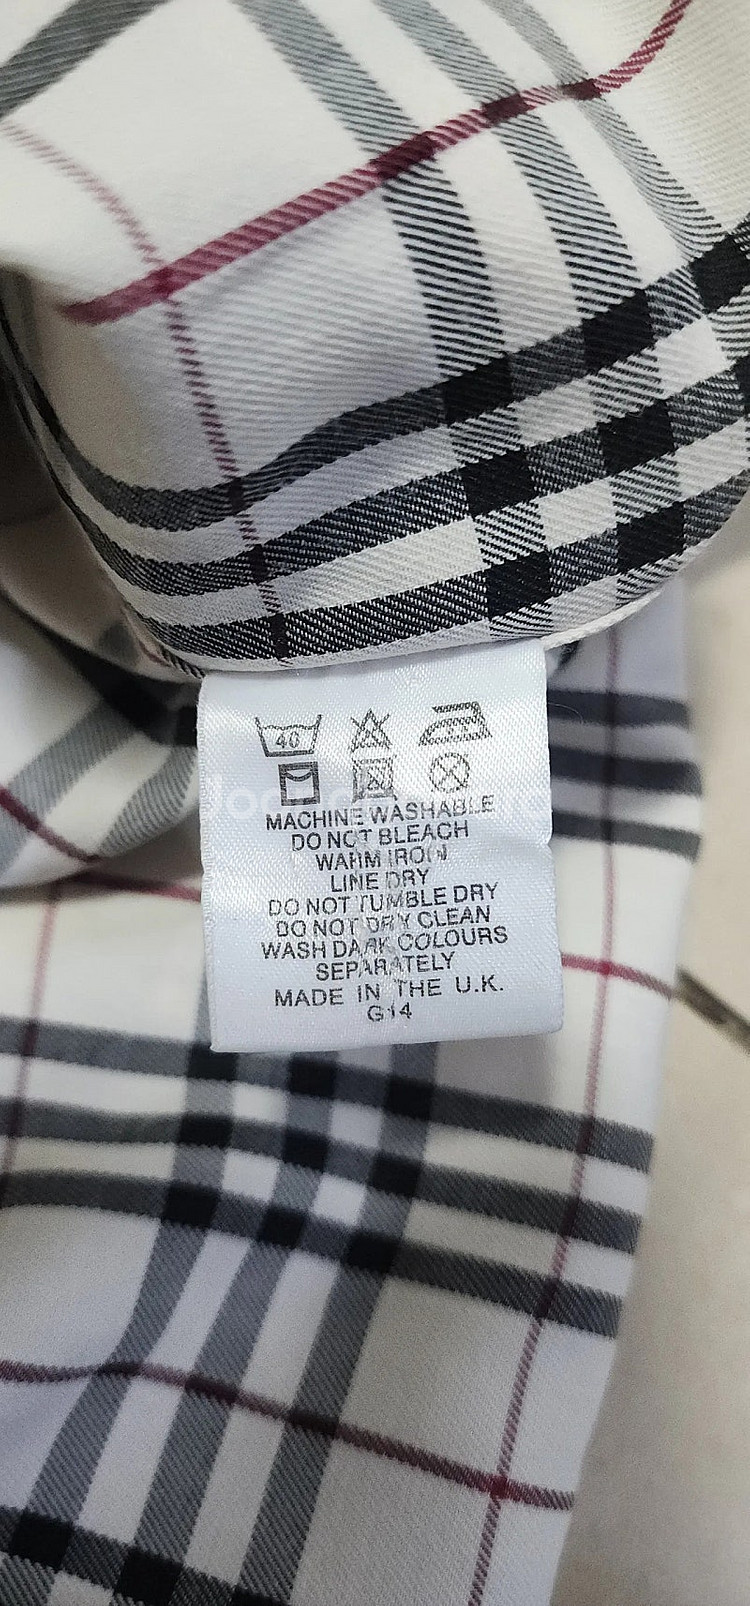 40
MACHINE WASHABLE
DO NOT BLEACH
WARM IRON
LINE DRY
DO NOT TUMBLE DRY
DO NOT DRY CLEAN
WASH DARK COLOURS
SEPARATELY
MADE IN THE U.K.
G14